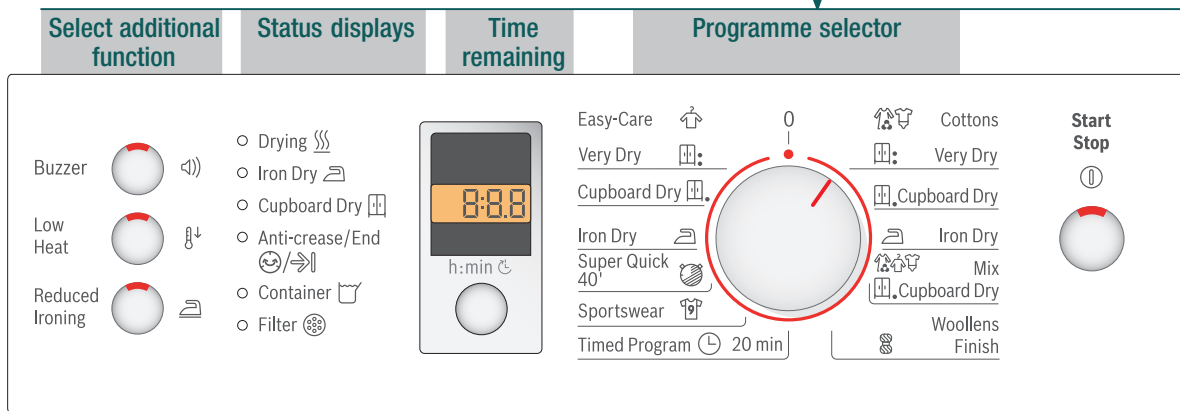 Select additional
function
Status displays
Time
remaining
Programme selector
Buzzer
Low
Heat
Reduced
Ironing
Drying
Iron Dry
Cupboard Dry
Anti-crease/End
Container
Filter
8:8.8
h:min
Easy-Care
Very Dry
Cupboard Dry
Iron Dry
Super Quick
40'
Sportswear
9
Timed Program 20 min
0
Cottons
Very Dry
Cupboard Dry
Iron Dry
Mix
Cupboard Dry
Woollens
Finish
Start
Stop